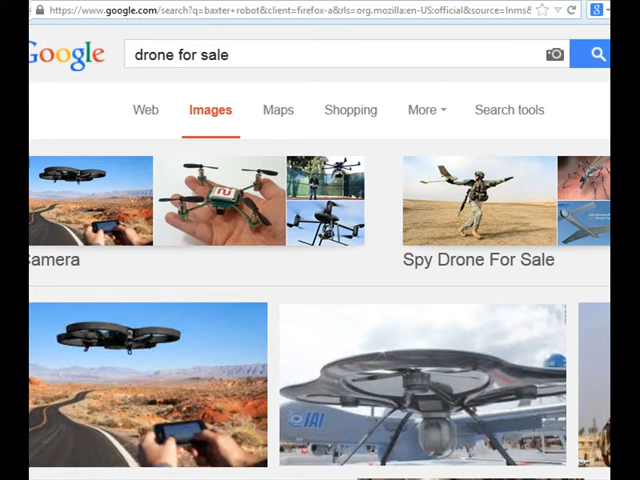 https://www.google.com/search?q=baxter+robot&client=firefox-a&rls=org.mozilla:en-US:official&source=lnms&
Google
drone for sale
Web Images Maps Shopping More Search tools
Camera
Spy Drone For Sale
IAI